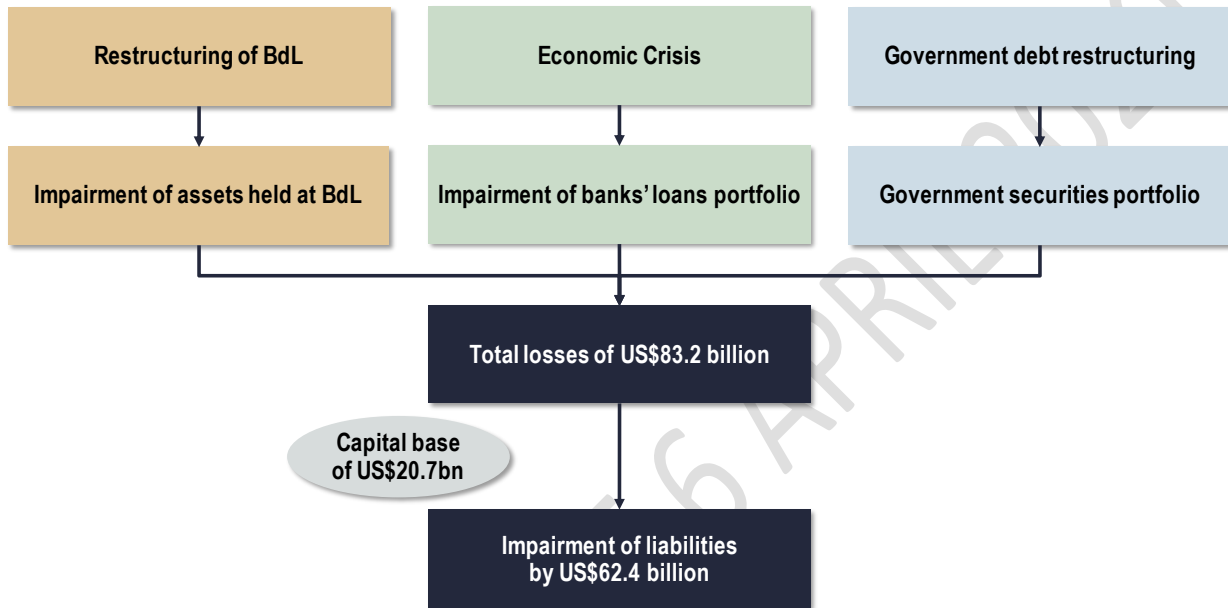 Restructuring of BdL
Economic Crisis
Government debt restructuring
Impairment of assets held at BdL
Impairment of banks’ loans portfolio
Government securities portfolio
Total losses of US$83.2 billion
Capital base
of US$20.7bn
Impairment of liabilities
by US$62.4 billion
6 APRIL